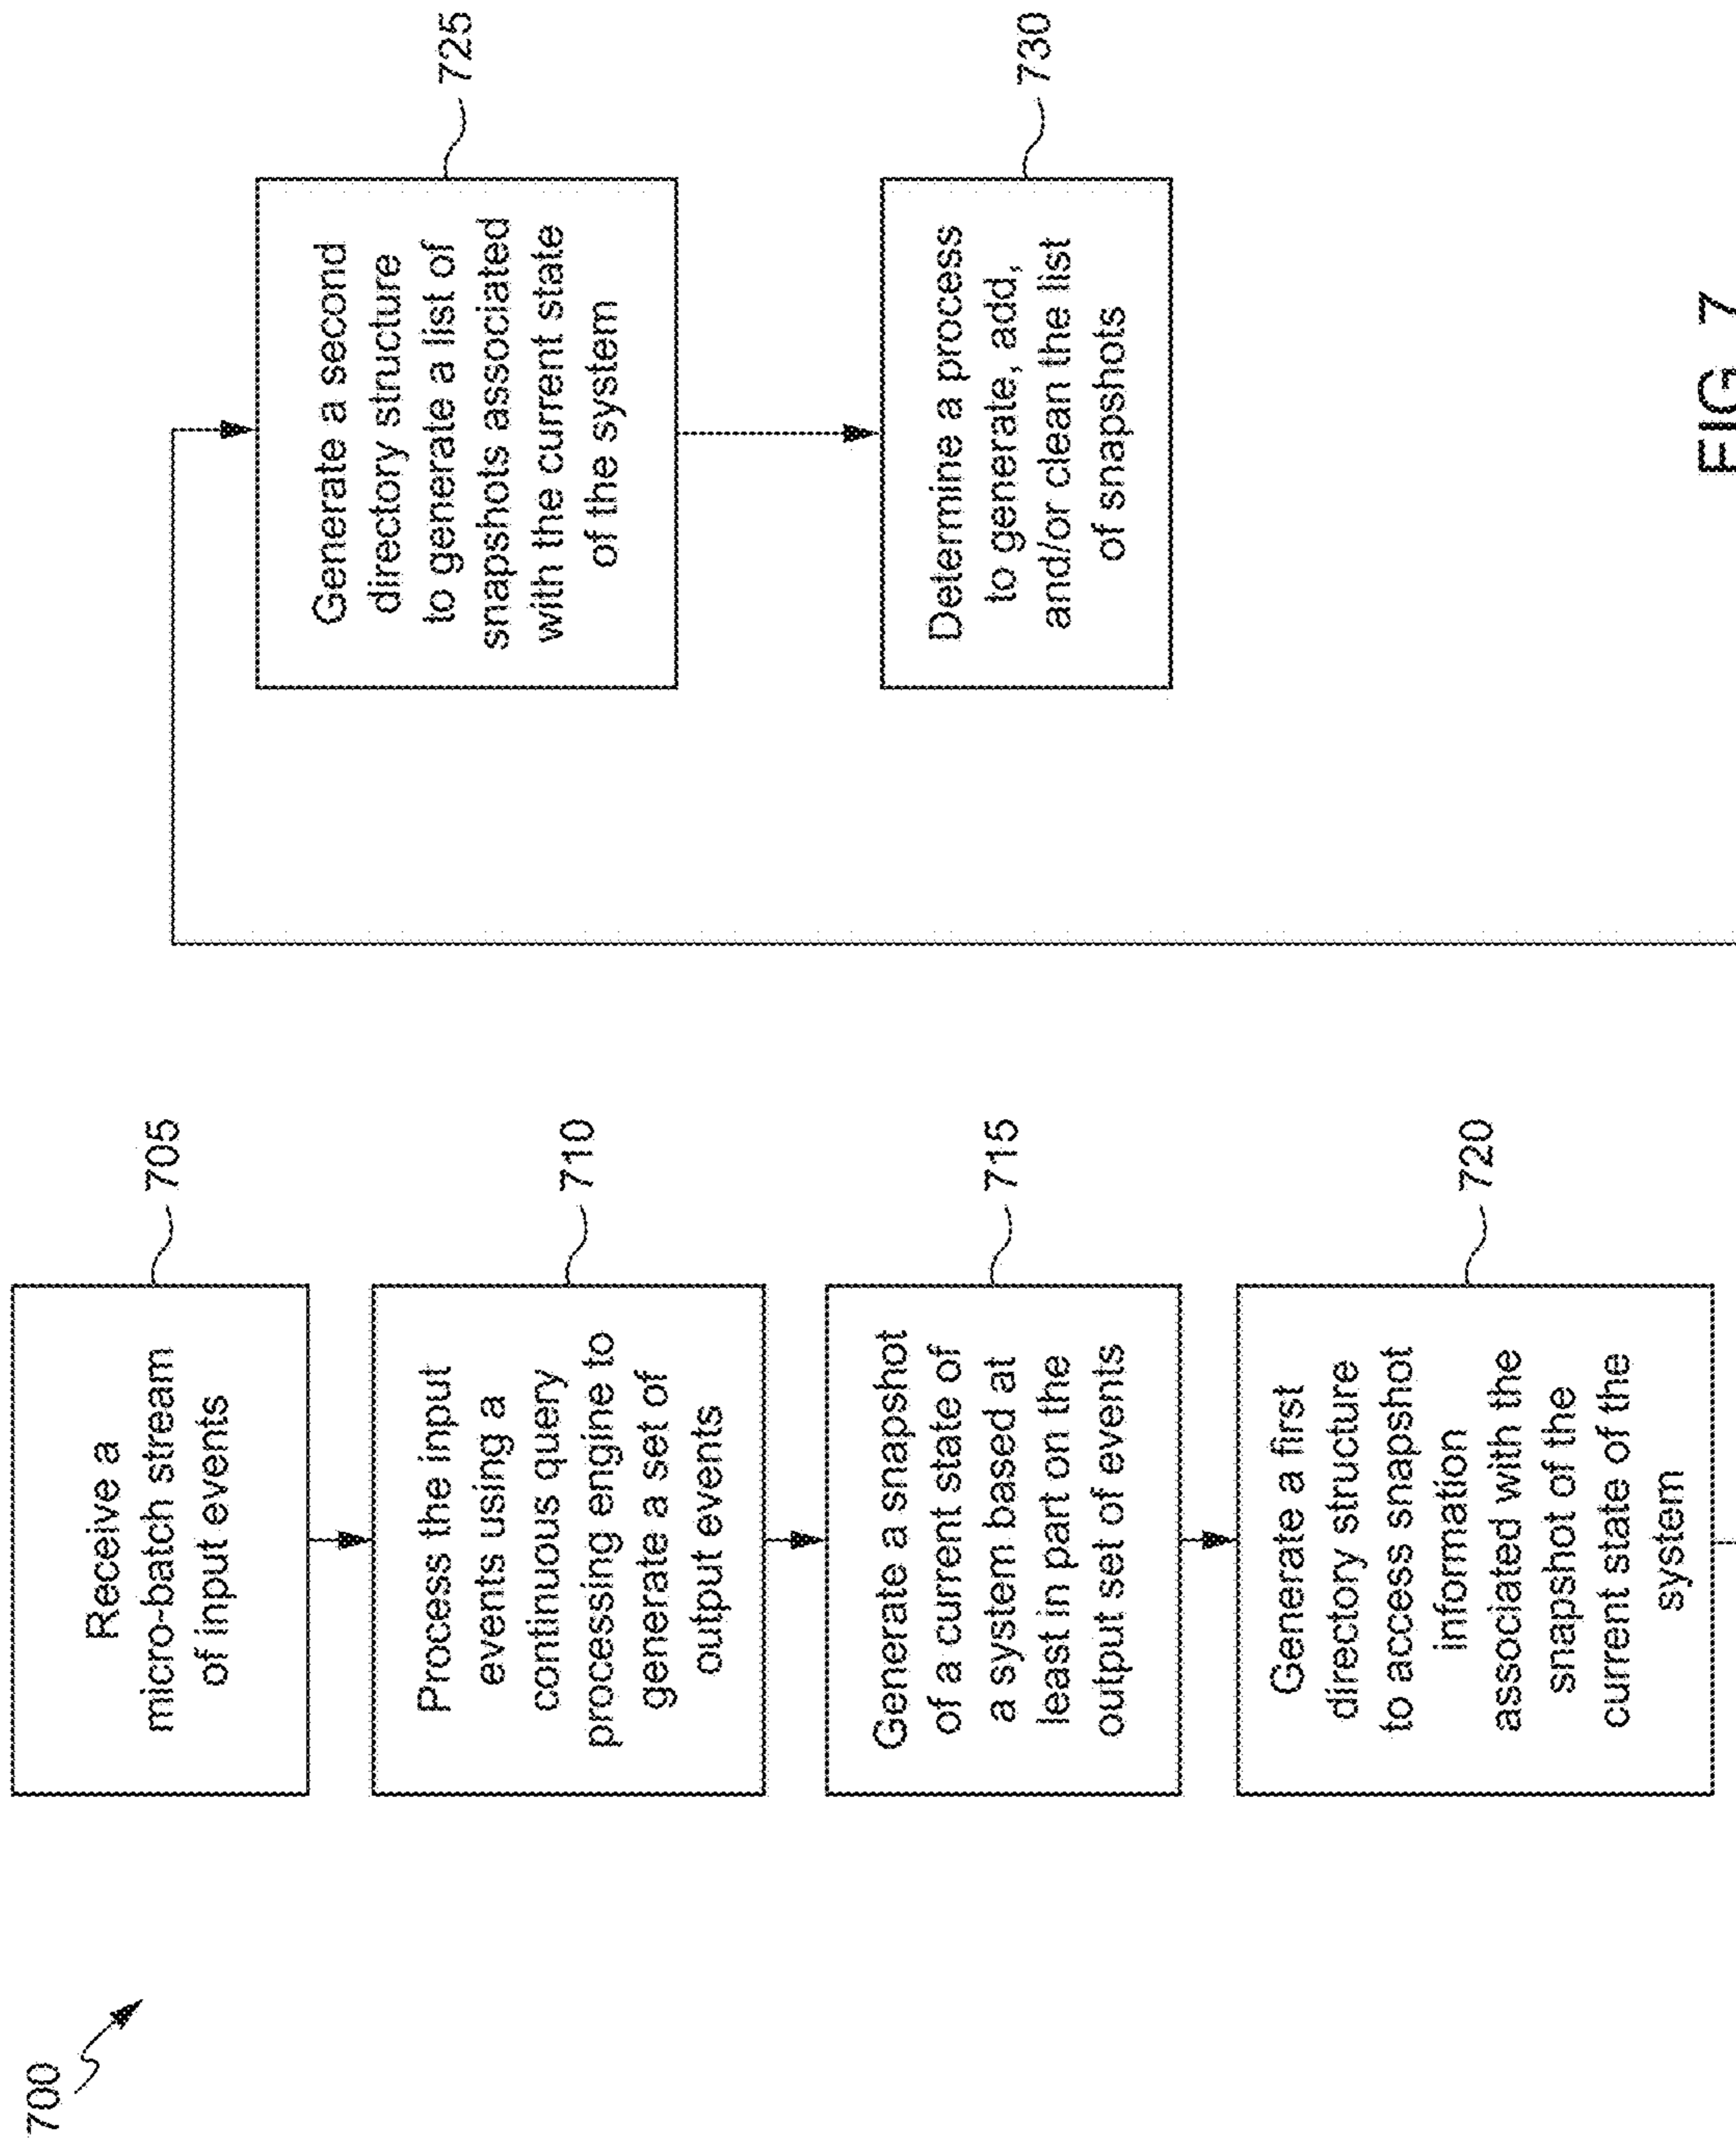 700
Receive a
micro-batch stream
of input events
705
Process the input
events using a
continuous query
processing engine to
generate a set of
output events
710
Generate a snapshot
of a current state of
a system based at
least in part on the
output set of events
715
Generate a first
directory structure
to access snapshot
information
associated with the
snapshot of the
current state of the
system
720
Generate a second
directory structure
to generate a list of
snapshots associated
with the current state
of the system
725
Determine a process
to generate, add,
and/or clean the list
of snapshots
730
FIG. 7